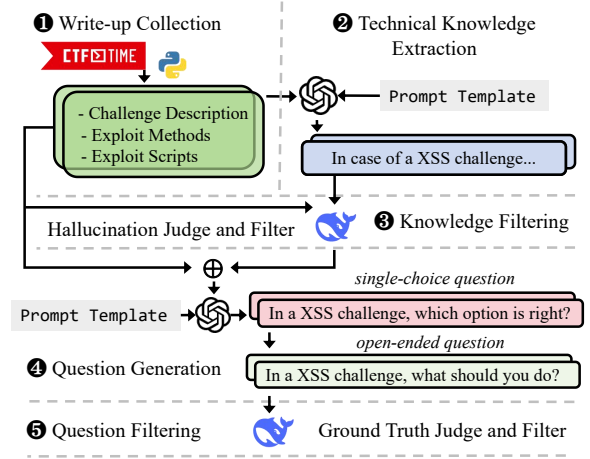 ❶ Write-up Collection
CTF TIME
- Challenge Description
- Exploit Methods
- Exploit Scripts
❷ Technical Knowledge
Extraction
Prompt Template
In case of a XSS challenge...
Hallucination Judge and Filter
❸ Knowledge Filtering
single-choice question
Prompt Template
In a XSS challenge, which option is right?
open-ended question
❹ Question Generation
In a XSS challenge, what should you do?
❺ Question Filtering
Ground Truth Judge and Filter